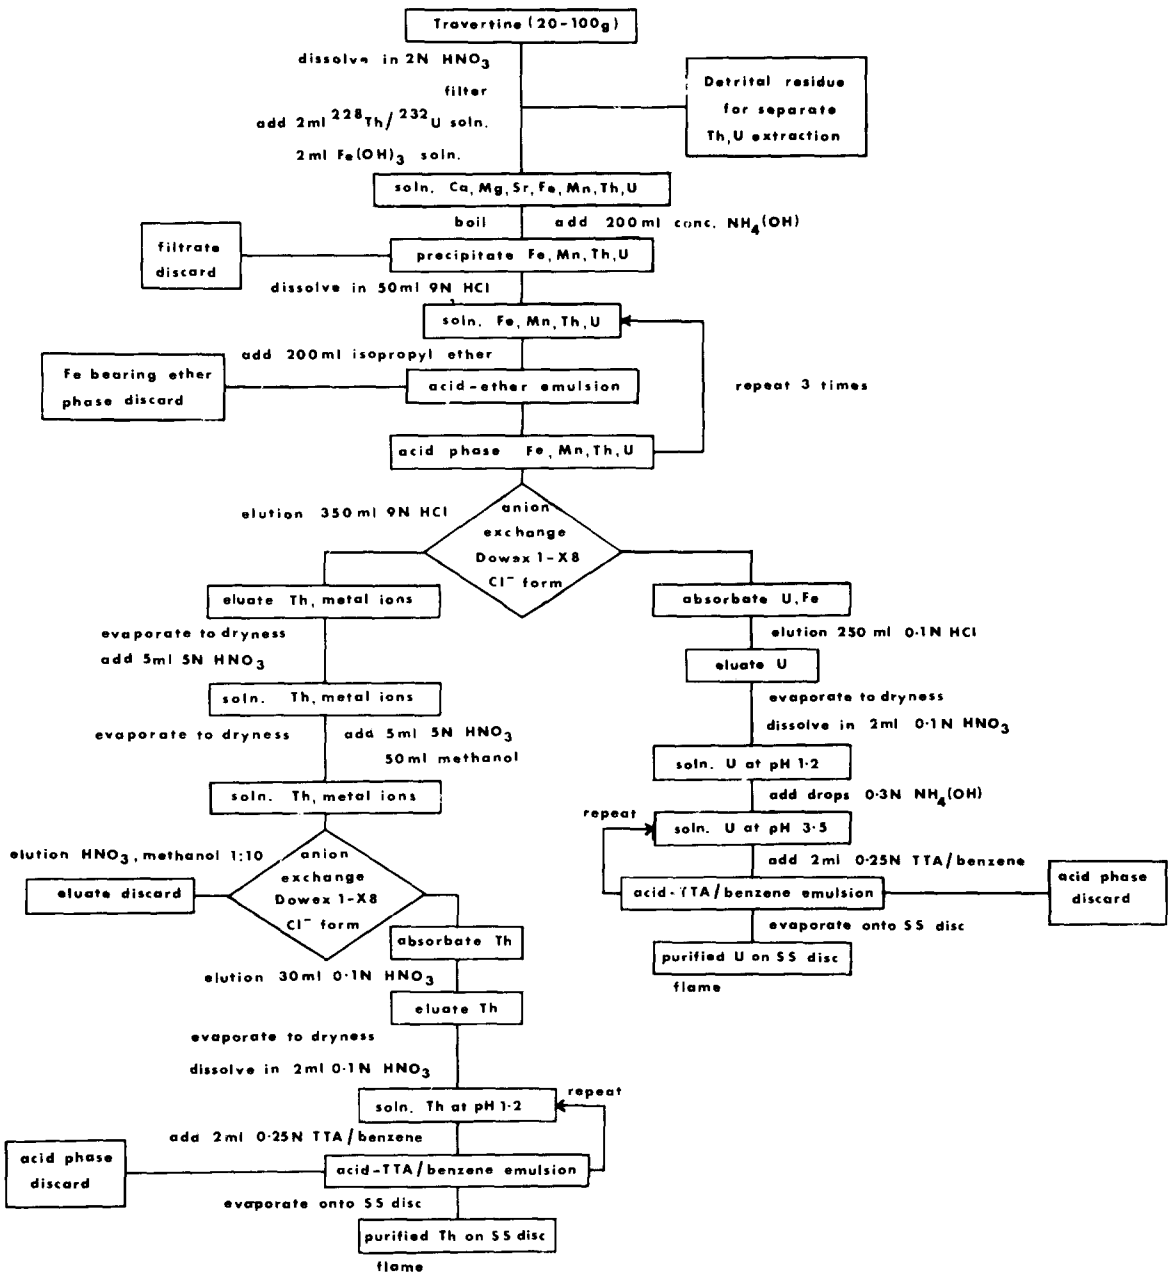 Travertine (20-100g)
dissolve in 2N HNO3
filter
add 2ml 228Th/232U soln.
2ml Fe(OH)3 soln.
Detrital residue
for separate
Th,U extraction
soln. Ca,Mg,Sr,Fe,Mn,Th,U
boil
add 200ml conc. NH4(OH)
filtrate
discard
precipitate Fe,Mn,Th,U
dissolve in 50ml 9N HCl
soln. Fe,Mn,Th,U
add 200ml isopropyl ether
Fe bearing ether
phase discard
acid-ether emulsion
repeat 3 times
acid phase Fe,Mn,Th,U
elution 350ml 9N HCl
anion
exchange
Dowex 1-X8
Cl- form
eluate Th,metal ions
evaporate to dryness
add 5ml 5N HNO3
soln. Th,metal ions
evaporate to dryness
add 5ml 5N HNO3
50ml methanol
soln. Th,metal ions
elution HNO3,methanol 1:10
eluate discard
anion
exchange
Dowex 1-X8
Cl- form
absorbate Th
elution 30ml 0·1N HNO3
eluate Th
evaporate to dryness
dissolve in 2ml 0·1N HNO3
soln. Th at pH 1·2
repeat
add 2ml 0·25N TTA/benzene
acid phase
discard
acid-TTA/benzene emulsion
evaporate onto SS disc
purified Th on SS disc
flame
absorbate U,Fe
elution 250 ml 0·1N HCl
eluate U
evaporate to dryness
dissolve in 2ml 0·1N HNO3
soln. U at pH 1·2
add drops 0·3N NH4(OH)
repeat
soln. U at pH 3·5
add 2ml 0·25N TTA/benzene
acid-TTA/benzene emulsion
acid phase
discard
evaporate onto SS disc
purified U on SS disc
flame